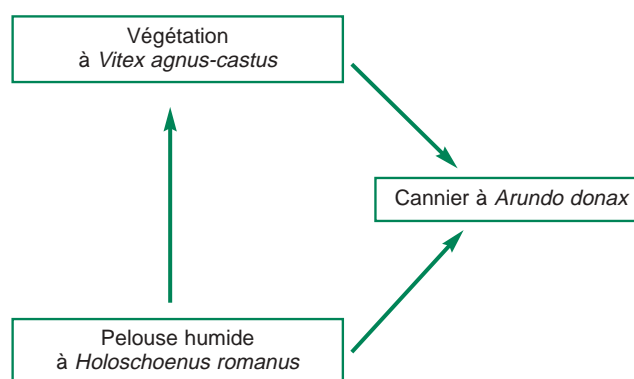 Végétation
à Vitex agnus-castus
Cannier à Arundo donax
Pelouse humide
à Holoschoenus romanus